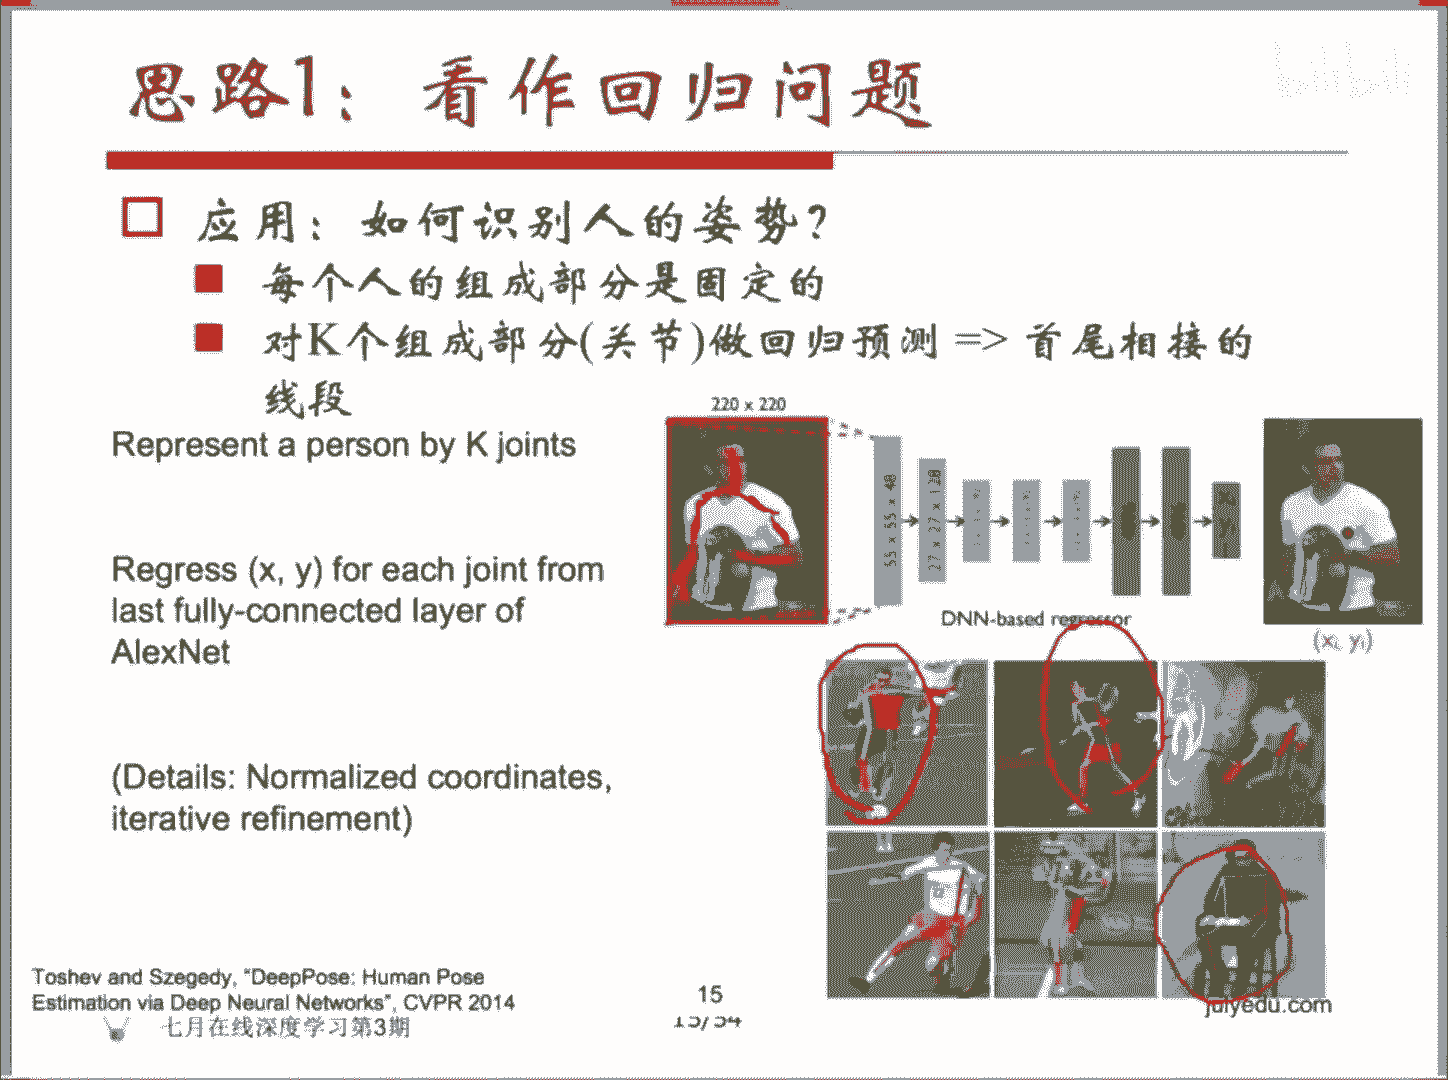 思路1：看作回归问题
bilibili
应用：如何识别人的姿势？
每个人的组成部分是固定的
对K个组成部分(关节)做回归预测 => 首尾相接的
线段
Represent a person by K joints
Regress (x, y) for each joint from
last fully-connected layer of
AlexNet
(Details: Normalized coordinates,
iterative refinement)
220 x 220
55 x 55 x 48
27 x 27 x 128
DNN-based regressor
(xᵢ, yᵢ)
Toshev and Szegedy, “DeepPose: Human Pose
Estimation via Deep Neural Networks”, CVPR 2014
七月在线深度学习第3期
15
15/54
julyedu.com